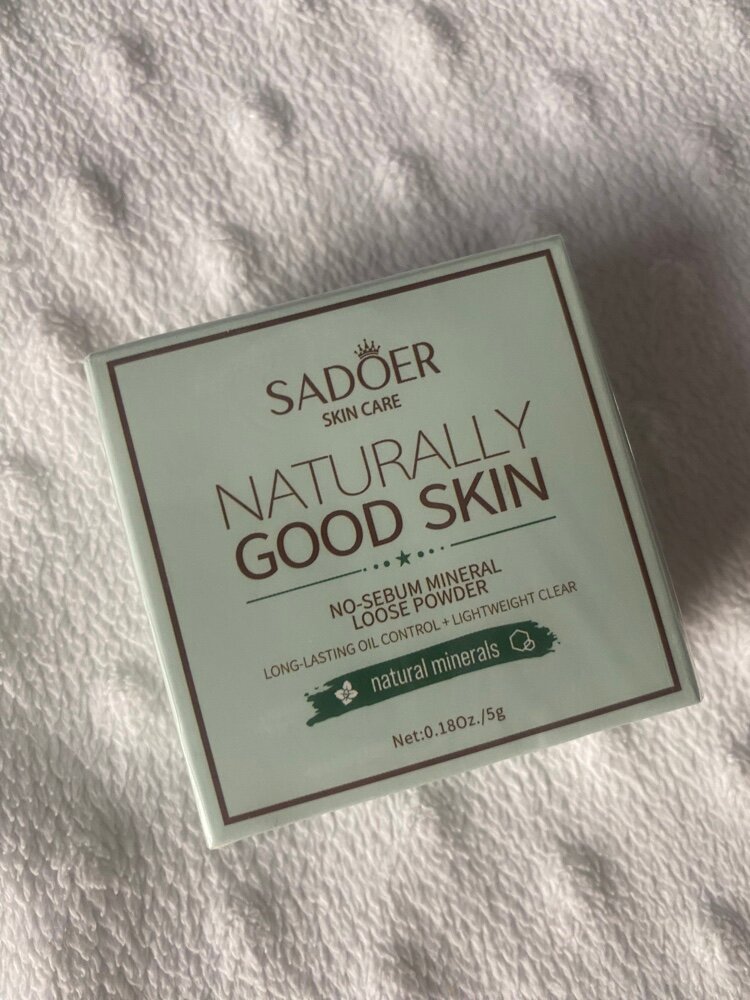 SADOER
SKIN CARE
NATURALLY
GOOD SKIN
NO-SEBUM MINERAL
LOOSE POWDER
LONG-LASTING OIL CONTROL + LIGHTWEIGHT CLEAR
natural minerals
Net:0.18Oz./5g